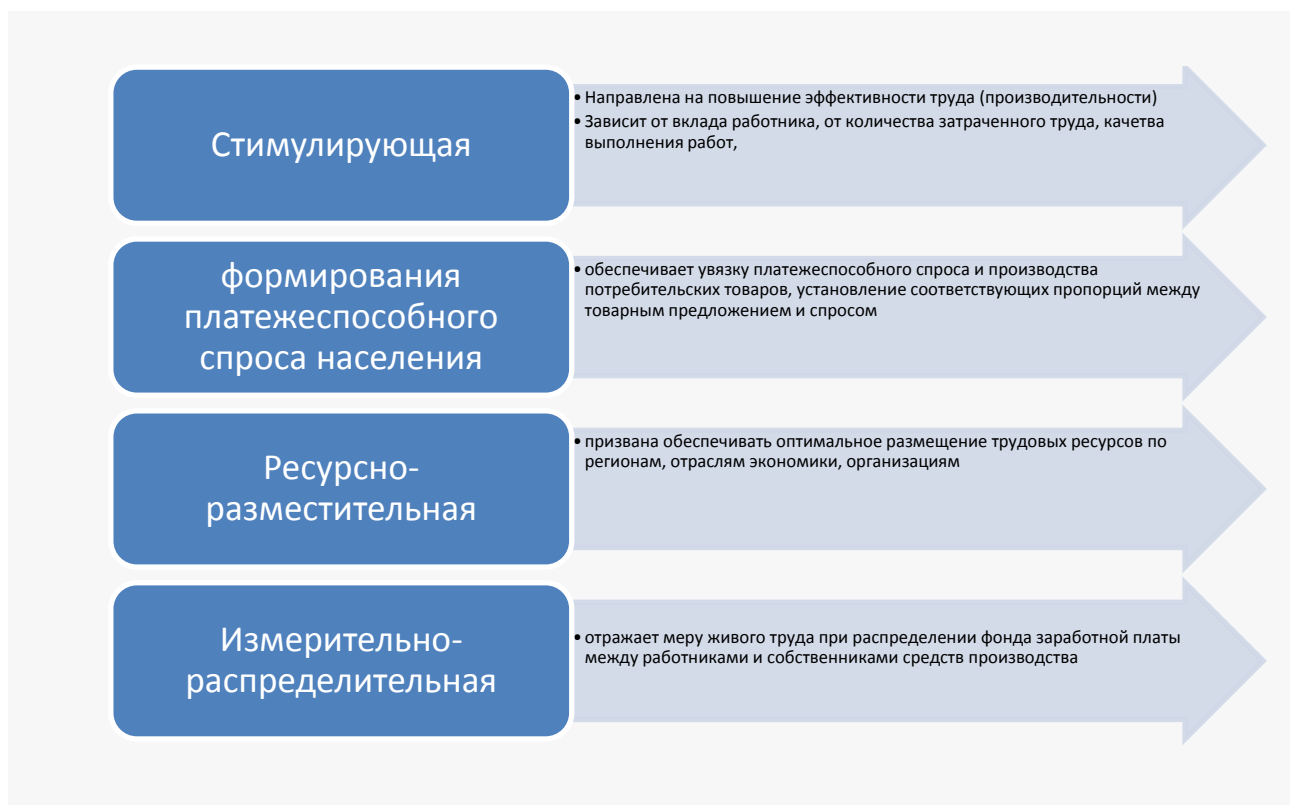 Стимулирующая
• Направлена на повышение эффективности труда (производительности)
• Зависит от вклада работника, от количества затраченного труда, качетва
выполнения работ,
формирования
платежеспособного
спроса населения
• обеспечивает увязку платежеспособного спроса и производства
потребительских товаров, установление соответствующих пропорций между
товарным предложением и спросом
Ресурсно-
разместительная
• призвана обеспечивать оптимальное размещение трудовых ресурсов по
регионам, отраслям экономики, организациям
Измерительно-
распределительная
• отражает меру живого труда при распределении фонда заработной платы
между работниками и собственниками средств производства